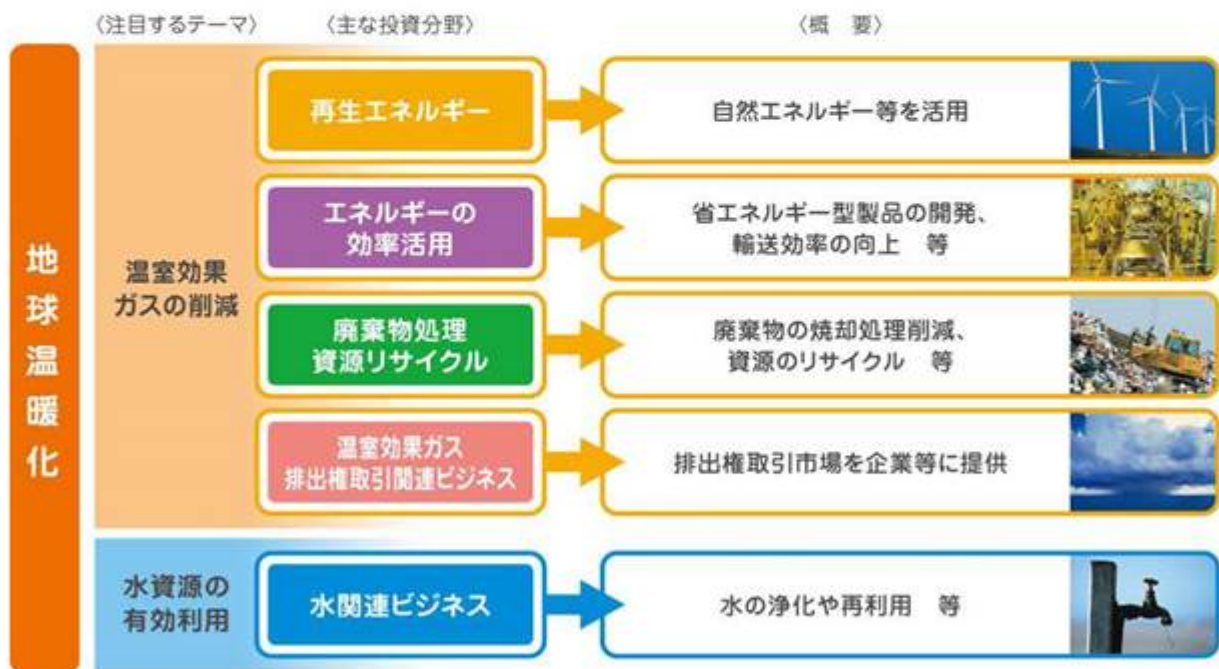 〈注目するテーマ〉
〈主な投資分野〉
〈概　要〉
地球温暖化
温室効果
ガスの削減
再生エネルギー
自然エネルギー等を活用
エネルギーの
効率活用
省エネルギー型製品の開発、
輸送効率の向上　等
廃棄物処理
資源リサイクル
廃棄物の焼却処理削減、
資源のリサイクル　等
温室効果ガス
排出権取引関連ビジネス
排出権取引市場を企業等に提供
水資源の
有効利用
水関連ビジネス
水の浄化や再利用　等